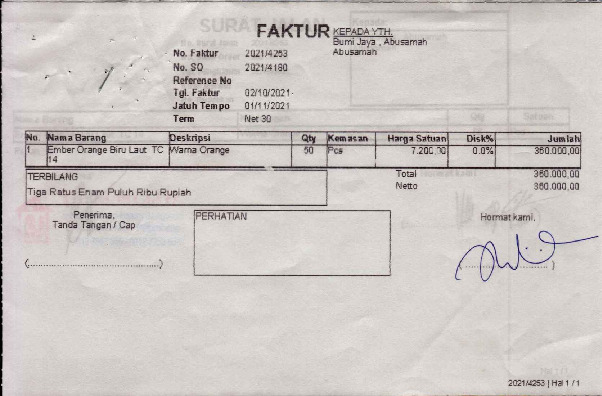 FAKTUR
KEPADA YTH.
Bumi Jaya , Abusamah
Abusamah
No. Faktur 2021/4253
No. SO 2021/4180
Reference No
Tgl. Faktur 02/10/2021
Jatuh Tempo 01/11/2021
Term Net 30
No. Nama Barang Deskripsi Qty Kemasan Harga Satuan Disk% Jumlah
1 Ember Orange Biru Laut TC Warna Orange 50 Pcs 7.200,00 0.0% 360.000,00
14
TERBILANG
Tiga Ratus Enam Puluh Ribu Rupiah
Total 360.000,00
Netto 360.000,00
Penerima,
Tanda Tangan / Cap
PERHATIAN
Hormat kami,
(.............................................)
(.............................)
2021/4253 | Hal 1 / 1